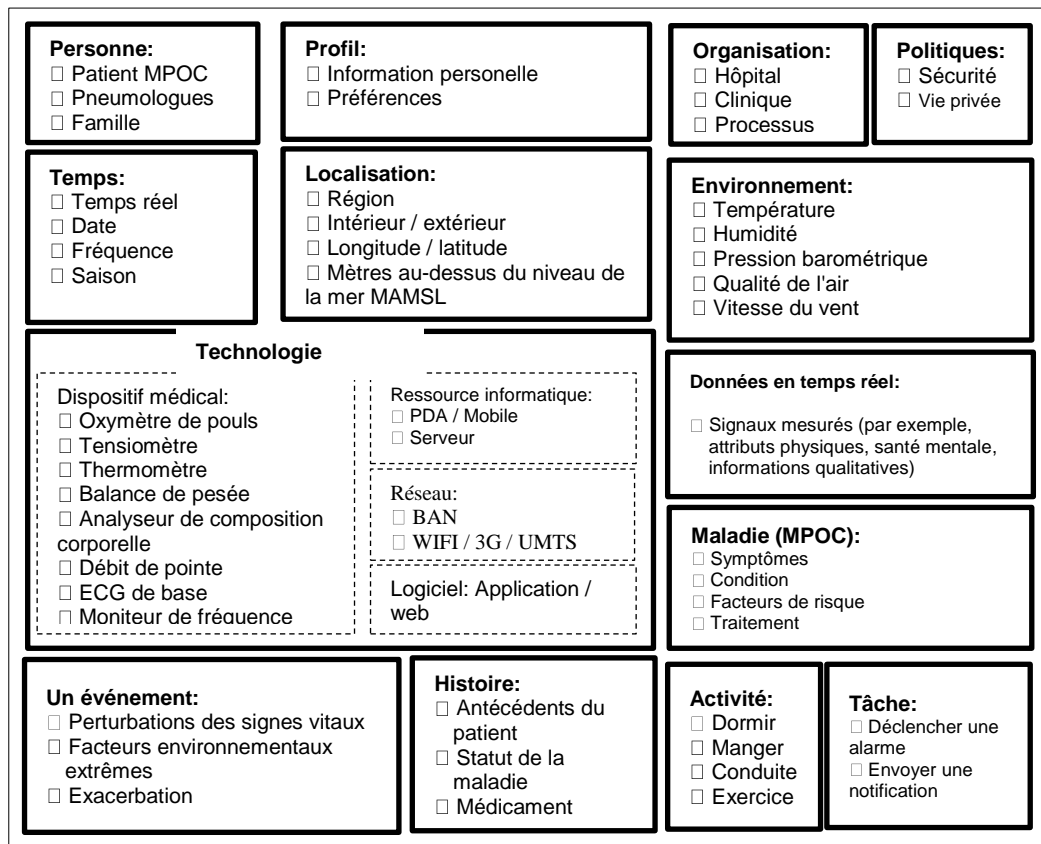 Personne:
□ Patient MPOC
□ Pneumologues
□ Famille
Profil:
□ Information personelle
□ Préférences
Organisation:
□ Hôpital
□ Clinique
□ Processus
Politiques:
□ Sécurité
□ Vie privée
Temps:
□ Temps réel
□ Date
□ Fréquence
□ Saison
Localisation:
□ Région
□ Intérieur / extérieur
□ Longitude / latitude
□ Mètres au-dessus du niveau de
la mer MAMSL
Environnement:
□ Température
□ Humidité
□ Pression barométrique
□ Qualité de l'air
□ Vitesse du vent
Technologie
Dispositif médical:
□ Oxymètre de pouls
□ Tensiomètre
□ Thermomètre
□ Balance de pesée
□ Analyseur de composition
corporelle
□ Débit de pointe
□ ECG de base
□ Moniteur de fréquence
Ressource informatique:
□ PDA / Mobile
□ Serveur
Réseau:
□ BAN
□ WIFI / 3G / UMTS
Logiciel: Application /
web
Données en temps réel:
□ Signaux mesurés (par exemple,
attributs physiques, santé mentale,
informations qualitatives)
Maladie (MPOC):
□ Symptômes
□ Condition
□ Facteurs de risque
□ Traitement
Un événement:
□ Perturbations des signes vitaux
□ Facteurs environnementaux
extrêmes
□ Exacerbation
Histoire:
□ Antécédents du
patient
□ Statut de la
maladie
□ Médicament
Activité:
□ Dormir
□ Manger
□ Conduite
□ Exercice
Tâche:
□ Déclencher une
alarme
□ Envoyer une
notification